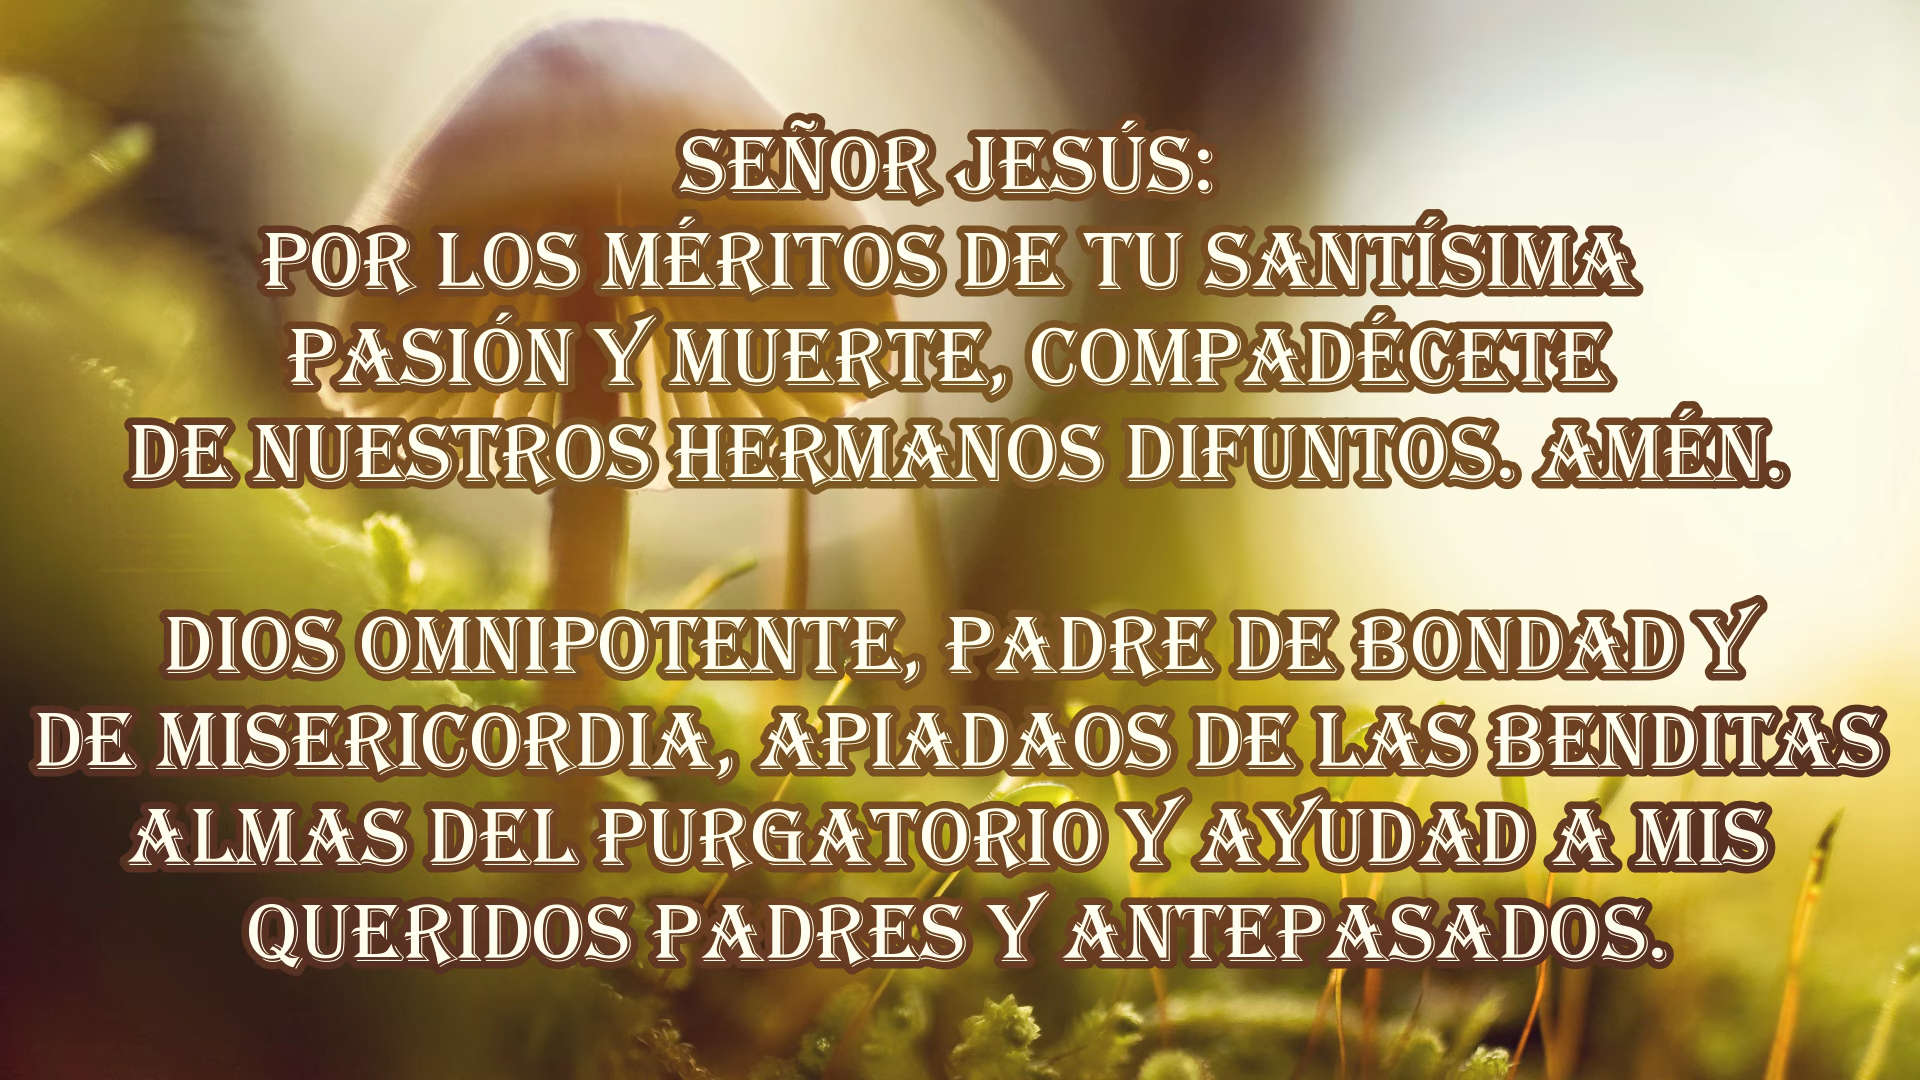 SEÑOR JESÚS:
POR LOS MÉRITOS DE TU SANTÍSIMA
PASIÓN Y MUERTE, COMPADÉCETE
DE NUESTROS HERMANOS DIFUNTOS. AMÉN.
DIOS OMNIPOTENTE, PADRE DE BONDAD Y
DE MISERICORDIA, APIADAOS DE LAS BENDITAS
ALMAS DEL PURGATORIO Y AYUDAD A MIS
QUERIDOS PADRES Y ANTEPASADOS.